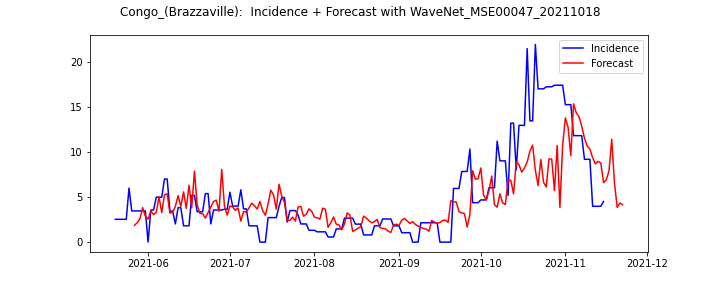 Congo_(Brazzaville):  Incidence + Forecast with WaveNet_MSE00047_20211018
Incidence
Forecast
20
15
10
5
0
2021-06 2021-07 2021-08 2021-09 2021-10 2021-11 2021-12